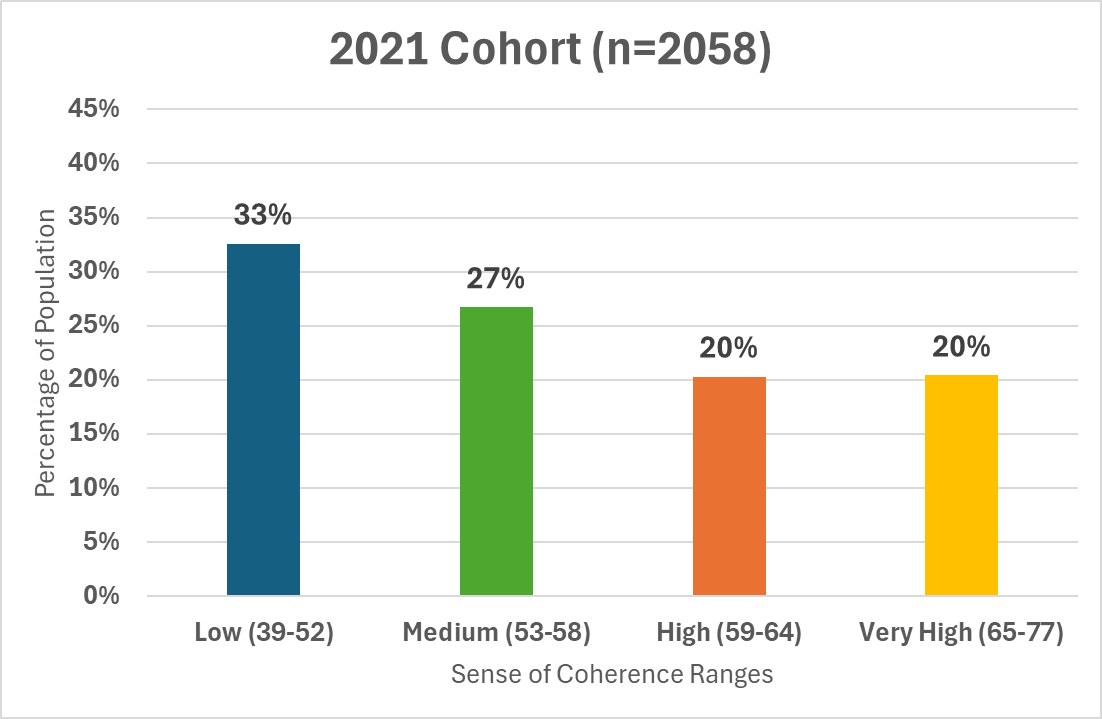 2021 Cohort (n=2058)
45%
40%
35%
30%
25%
20%
15%
10%
5%
0%
Percentage of Population
33%
27%
20%
20%
Low (39-52)
Medium (53-58)
High (59-64)
Very High (65-77)
Sense of Coherence Ranges